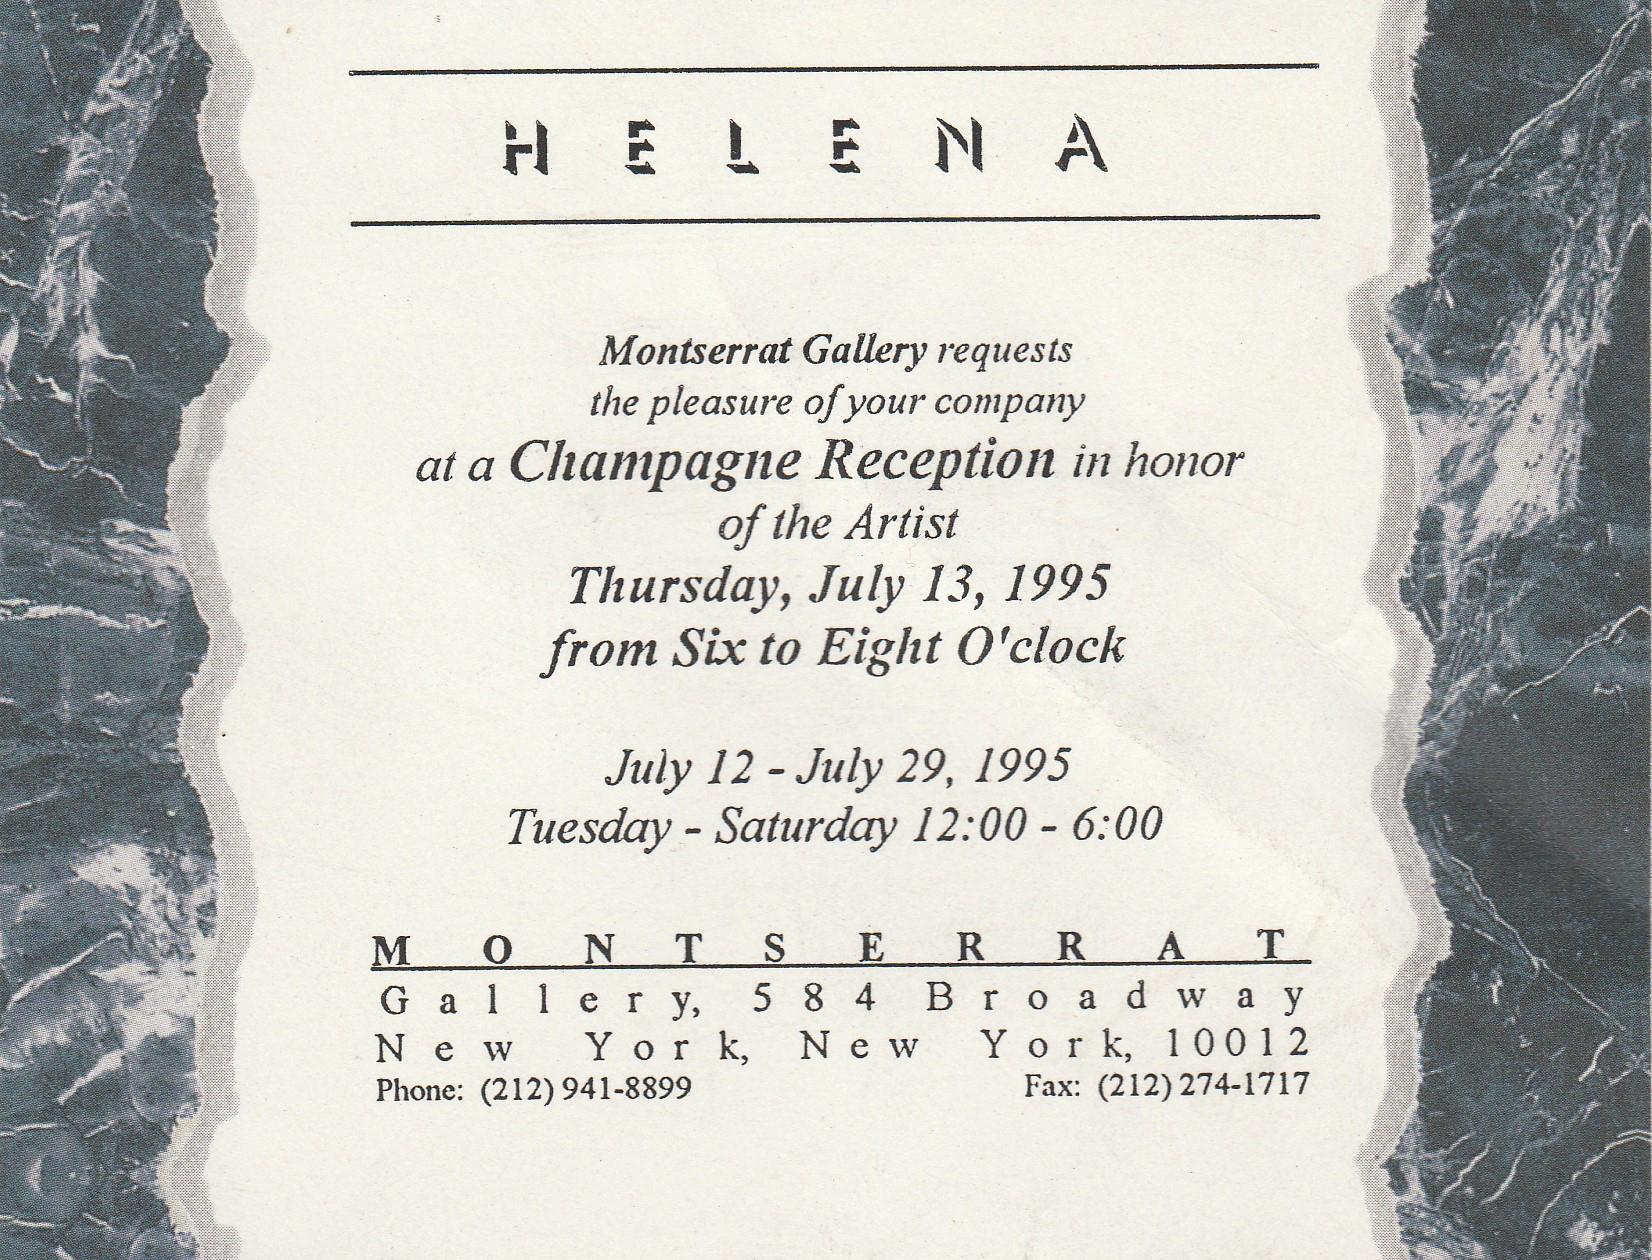 HELENA
Montserrat Gallery requests
the pleasure of your company
at a Champagne Reception in honor
of the Artist
Thursday, July 13, 1995
from Six to Eight O'clock
July 12 - July 29, 1995
Tuesday - Saturday 12:00 - 6:00
MONTSERRAT
Gallery, 584 Broadway
New York, New York, 10012
Phone: (212) 941-8899 Fax: (212) 274-1717